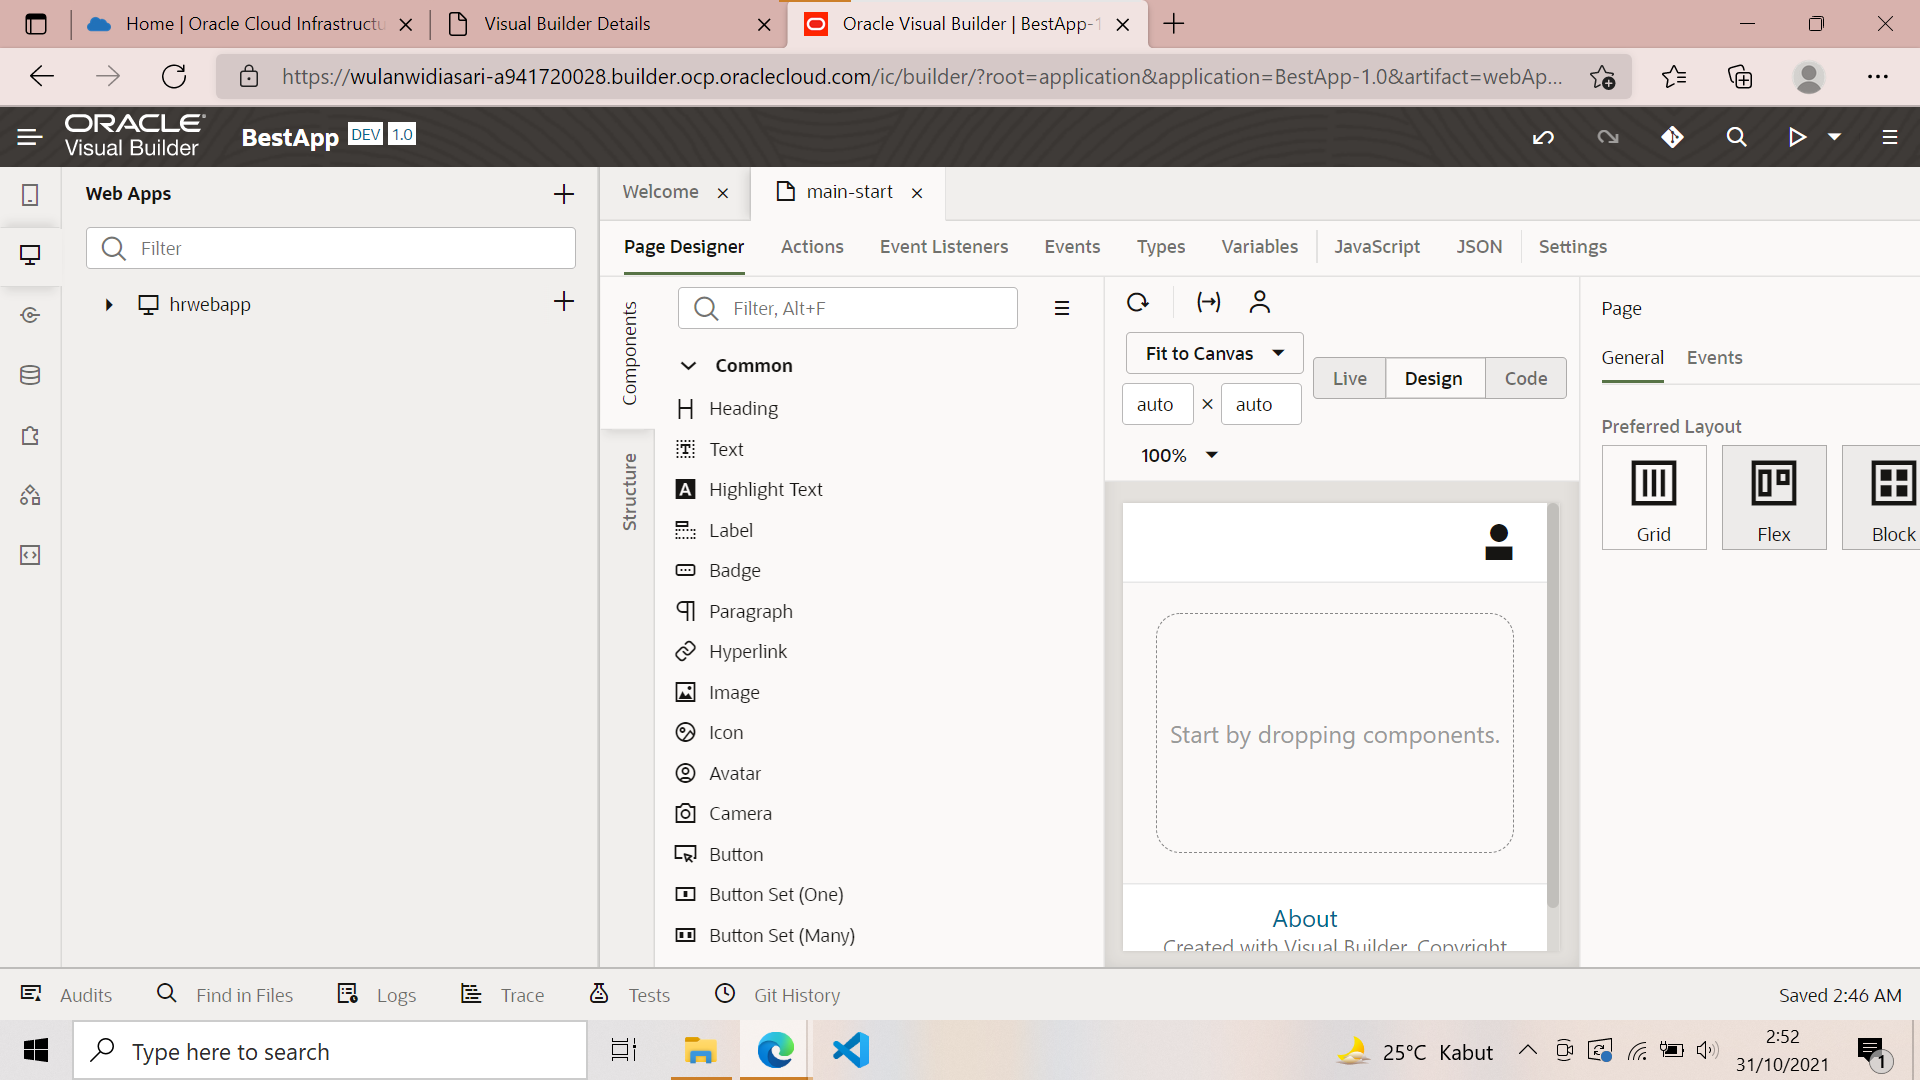 Home | Oracle Cloud Infrastructu
Visual Builder Details
Oracle Visual Builder | BestApp-1
https://wulanwidiasari-a941720028.builder.ocp.oraclecloud.com/ic/builder/?root=application&application=BestApp-1.0&artifact=webAp...
ORACLE
Visual Builder
BestApp DEV 1.0
Web Apps
Filter
hrwebapp
Welcome
main-start
Page Designer
Actions
Event Listeners
Events
Types
Variables
JavaScript
JSON
Settings
Components
Structure
Filter, Alt+F
Common
Heading
Text
Highlight Text
Label
Badge
Paragraph
Hyperlink
Image
Icon
Avatar
Camera
Button
Button Set (One)
Button Set (Many)
Fit to Canvas
auto × auto
100%
Live
Design
Code
Start by dropping components.
About
Created with Visual Builder. Copyright
Page
General
Events
Preferred Layout
Grid
Flex
Block
Audits
Find in Files
Logs
Trace
Tests
Git History
Saved 2:46 AM
Type here to search
25°C Kabut
2:52
31/10/2021
1